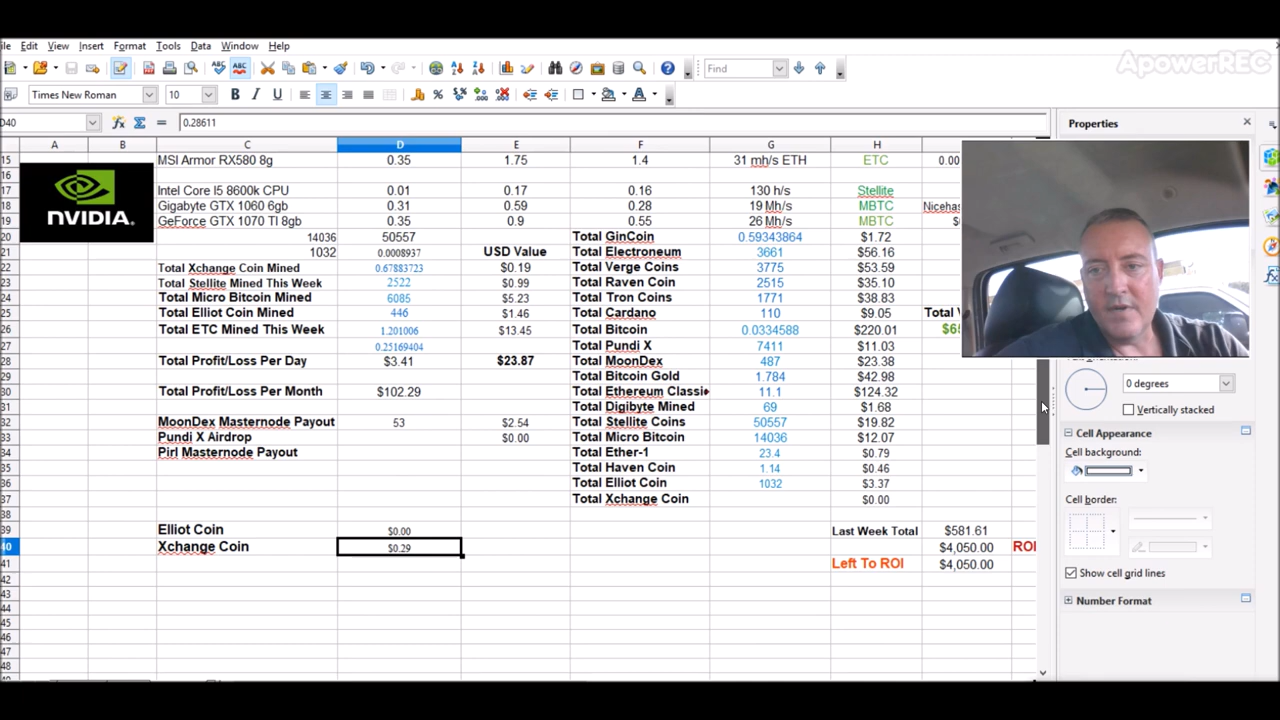 ile Edit View Insert Format Tools Data Window Help
ApowerREC
Times New Roman 10 Find
D40 0.28611
Properties
A B C D E F G H
15 MSI Armor RX580 8g 0.35 1.75 1.4 31 mh/s ETH ETC 0.00
16
17 Intel Core I5 8600k CPU 0.01 0.17 0.16 130 h/s Stellite
18 Gigabyte GTX 1060 6gb 0.31 0.59 0.28 19 Mh/s MBTC Nicehas
19 GeForce GTX 1070 TI 8gb 0.35 0.9 0.55 26 Mh/s MBTC $
NVIDIA.
20 14036 50557 Total GinCoin 0.59343864 $1.72
21 1032 0.0008937 USD Value Total Electroneum 3661 $56.16
22 Total Xchange Coin Mined 0.67883723 $0.19 Total Verge Coins 3775 $53.59
23 Total Stellite Mined This Week 2522 $0.99 Total Raven Coin 2515 $35.10
24 Total Micro Bitcoin Mined 6085 $5.23 Total Tron Coins 1771 $38.83
25 Total Elliot Coin Mined 446 $1.46 Total Cardano 110 $9.05 Total V
26 Total ETC Mined This Week 1.201006 $13.45 Total Bitcoin 0.0334588 $220.01 $65
27 0.25169404 Total Pundi X 7411 $11.03
28 Total Profit/Loss Per Day $3.41 $23.87 Total MoonDex 487 $23.38
29 Total Bitcoin Gold 1.784 $42.98
30 Total Profit/Loss Per Month $102.29 Total Ethereum Classi 11.1 $124.32
31 Total Digibyte Mined 69 $1.68
32 MoonDex Masternode Payout 53 $2.54 Total Stellite Coins 50557 $19.82
33 Pundi X Airdrop $0.00 Total Micro Bitcoin 14036 $12.07
34 Pirl Masternode Payout Total Ether-1 23.4 $0.79
35 Total Haven Coin 1.14 $0.46
36 Total Elliot Coin 1032 $3.37
37 Total Xchange Coin $0.00
38
39 Elliot Coin $0.00 Last Week Total $581.61
40 Xchange Coin $0.29 $4,050.00 ROI
41 Left To ROI $4,050.00
42
43
44
45
46
47
48
0 degrees
Vertically stacked
Cell Appearance
Cell background:
Cell border:
Show cell grid lines
Number Format